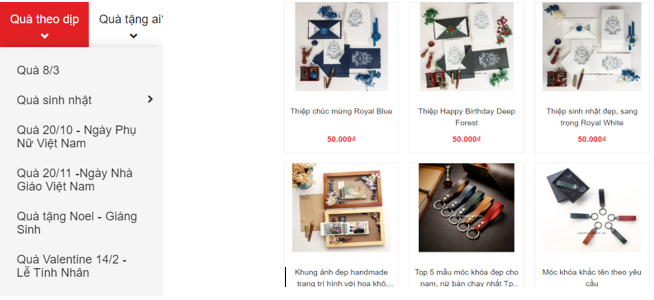 Quà theo dịp
Quà tặng ai
Quà 8/3
Quà sinh nhật
Quà 20/10 - Ngày Phụ
Nữ Việt Nam
Quà 20/11 -Ngày Nhà
Giáo Việt Nam
Quà tặng Noel - Giáng
Sinh
Quà Valentine 14/2 -
Lễ Tình Nhân
Thiệp chúc mừng Royal Blue
50.000₫
Thiệp Happy Birthday Deep
Forest
50.000₫
Thiệp sinh nhật đẹp, sang
trọng Royal White
50.000₫
Khung ảnh đẹp handmade
trang trí hình với hoa khô...
Top 5 mẫu móc khóa đẹp cho
nam, nữ bán chạy nhất Tp...
Móc khóa khắc tên theo yêu
cầu